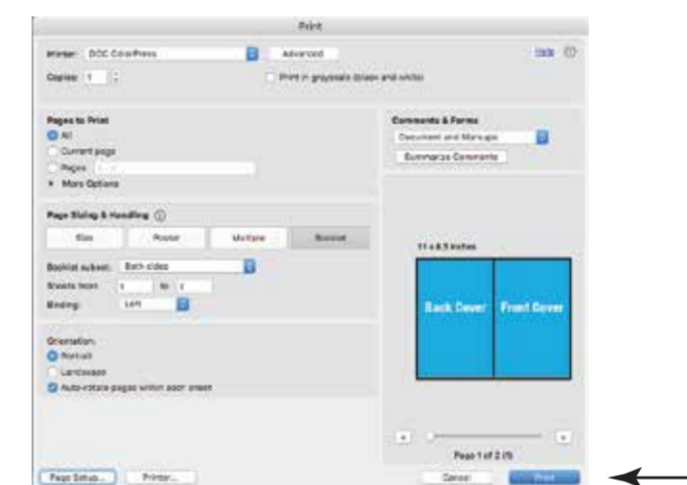 Print
Printer: DOC ColorPress Advanced
Copies: 1 Print in grayscale (black and white)
Pages to Print
All
Current page
Pages
More Options
Comments & Forms
Document and Markups
Summarize Comments
Page Sizing & Handling
Size Poster Multiple Booklet
Booklet subset: Both sides
Sheets from 1 to 1
Binding: Left
Orientation:
Portrait
Landscape
Auto-rotate pages within each sheet
11 x 8.5 Inches
Back Cover Front Cover
Page 1 of 2 (1)
Page Setup... Printer... Cancel Print